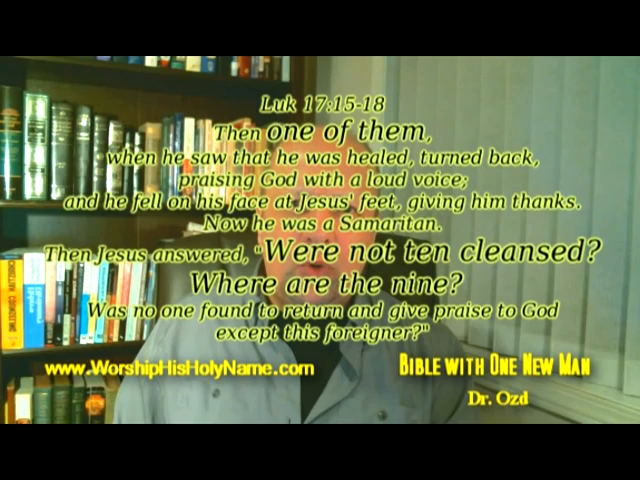 Luk 17:15-18
Then one of them,
when he saw that he was healed, turned back,
praising God with a loud voice;
and he fell on his face at Jesus' feet, giving him thanks.
Now he was a Samaritan.
Then Jesus answered, "Were not ten cleansed?
Where are the nine?
Was no one found to return and give praise to God
except this foreigner?"
www.WorshipHisHolyName.com
Bible with One New Man
Dr. Ozd